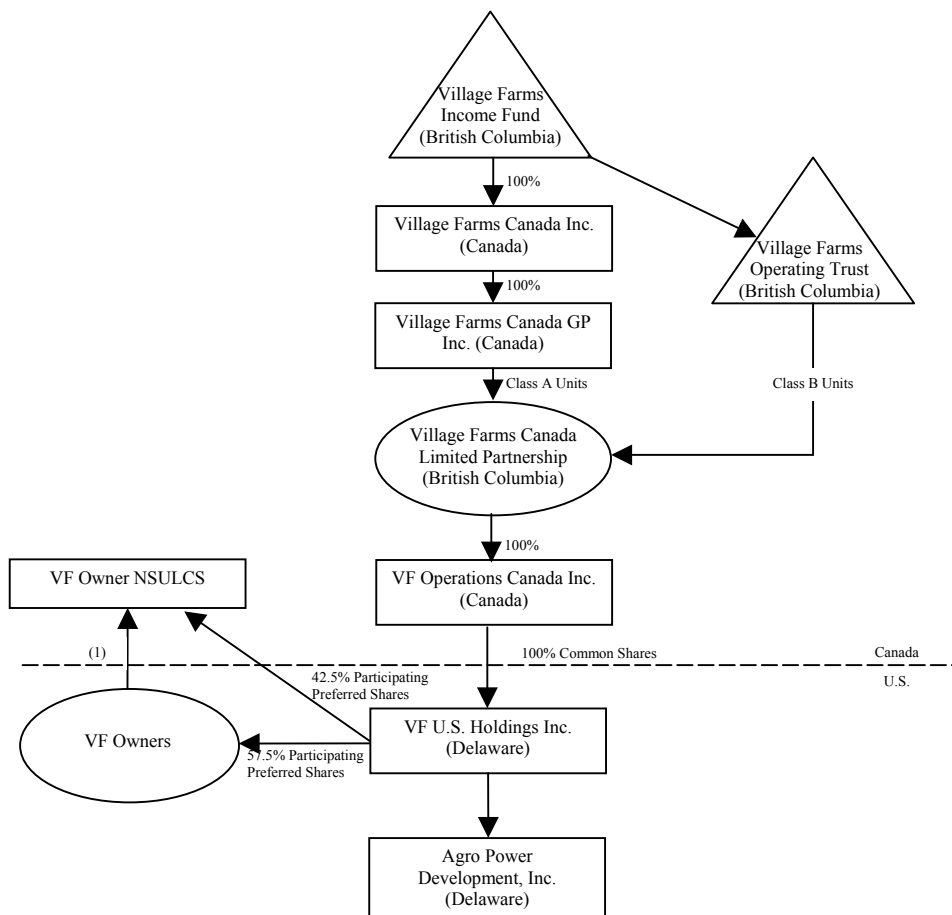 Village Farms
Income Fund
(British Columbia)
100%
Village Farms Canada Inc.
(Canada)
Village Farms
Operating Trust
(British Columbia)
100%
Village Farms Canada GP
Inc. (Canada)
Class A Units
Class B Units
Village Farms Canada
Limited Partnership
(British Columbia)
100%
VF Owner NSULCS
VF Operations Canada Inc.
(Canada)
(1)
100% Common Shares
Canada
U.S.
42.5% Participating
Preferred Shares
VF Owners
57.5% Participating
Preferred Shares
VF U.S. Holdings Inc.
(Delaware)
Agro Power
Development, Inc.
(Delaware)